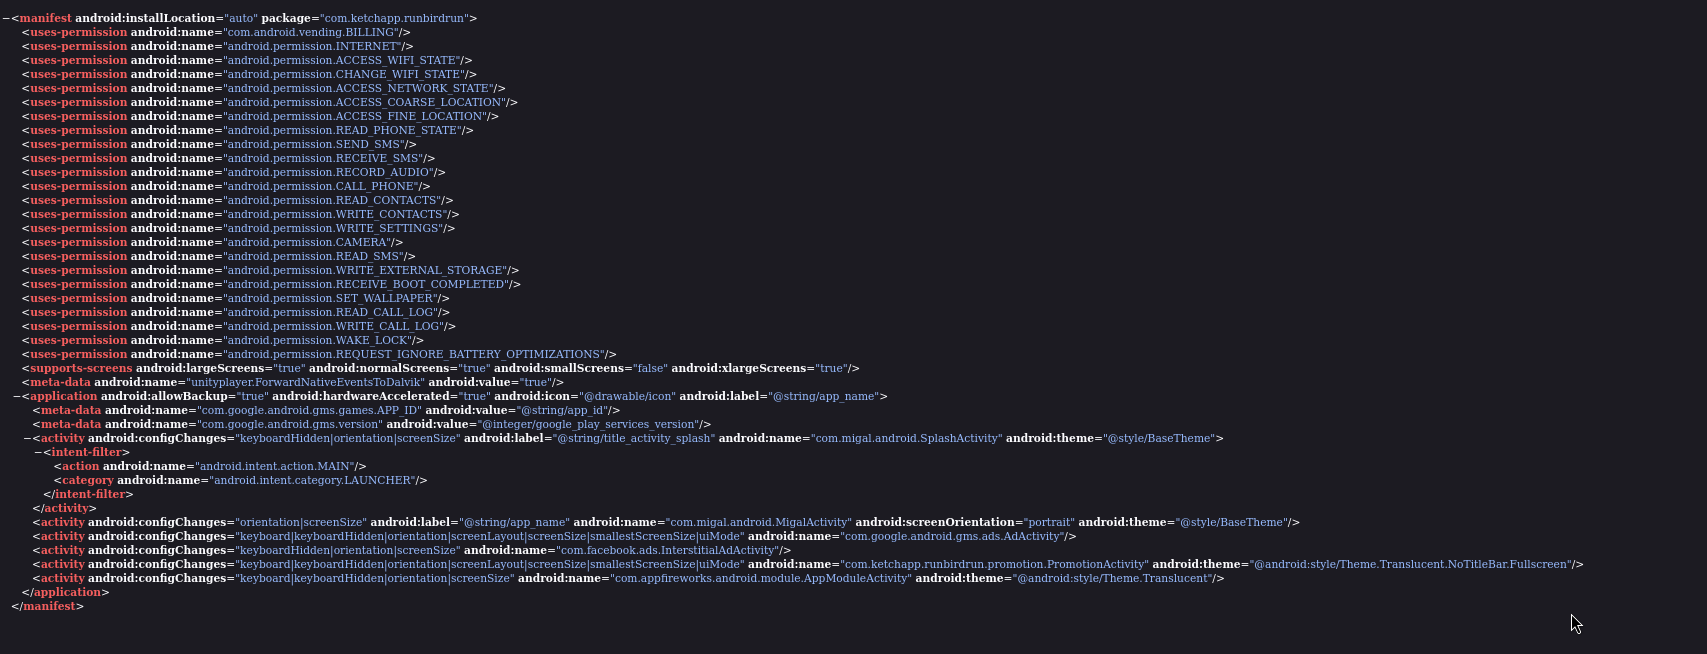 −<manifest android:installLocation="auto" package="com.ketchapp.runbirdrun">
<uses-permission android:name="com.android.vending.BILLING"/>
<uses-permission android:name="android.permission.INTERNET"/>
<uses-permission android:name="android.permission.ACCESS_WIFI_STATE"/>
<uses-permission android:name="android.permission.CHANGE_WIFI_STATE"/>
<uses-permission android:name="android.permission.ACCESS_NETWORK_STATE"/>
<uses-permission android:name="android.permission.ACCESS_COARSE_LOCATION"/>
<uses-permission android:name="android.permission.ACCESS_FINE_LOCATION"/>
<uses-permission android:name="android.permission.READ_PHONE_STATE"/>
<uses-permission android:name="android.permission.SEND_SMS"/>
<uses-permission android:name="android.permission.RECEIVE_SMS"/>
<uses-permission android:name="android.permission.RECORD_AUDIO"/>
<uses-permission android:name="android.permission.CALL_PHONE"/>
<uses-permission android:name="android.permission.READ_CONTACTS"/>
<uses-permission android:name="android.permission.WRITE_CONTACTS"/>
<uses-permission android:name="android.permission.WRITE_SETTINGS"/>
<uses-permission android:name="android.permission.CAMERA"/>
<uses-permission android:name="android.permission.READ_SMS"/>
<uses-permission android:name="android.permission.WRITE_EXTERNAL_STORAGE"/>
<uses-permission android:name="android.permission.RECEIVE_BOOT_COMPLETED"/>
<uses-permission android:name="android.permission.SET_WALLPAPER"/>
<uses-permission android:name="android.permission.READ_CALL_LOG"/>
<uses-permission android:name="android.permission.WRITE_CALL_LOG"/>
<uses-permission android:name="android.permission.WAKE_LOCK"/>
<uses-permission android:name="android.permission.REQUEST_IGNORE_BATTERY_OPTIMIZATIONS"/>
<supports-screens android:largeScreens="true" android:normalScreens="true" android:smallScreens="false" android:xlargeScreens="true"/>
<meta-data android:name="unityplayer.ForwardNativeEventsToDalvik" android:value="true"/>
−<application android:allowBackup="true" android:hardwareAccelerated="true" android:icon="@drawable/icon" android:label="@string/app_name">
<meta-data android:name="com.google.android.gms.games.APP_ID" android:value="@string/app_id"/>
<meta-data android:name="com.google.android.gms.version" android:value="@integer/google_play_services_version"/>
−<activity android:configChanges="keyboardHidden|orientation|screenSize" android:label="@string/title_activity_splash" android:name="com.migal.android.SplashActivity" android:theme="@style/BaseTheme">
−<intent-filter>
<action android:name="android.intent.action.MAIN"/>
<category android:name="android.intent.category.LAUNCHER"/>
</intent-filter>
</activity>
<activity android:configChanges="orientation|screenSize" android:label="@string/app_name" android:name="com.migal.android.MigalActivity" android:screenOrientation="portrait" android:theme="@style/BaseTheme"/>
<activity android:configChanges="keyboard|keyboardHidden|orientation|screenLayout|screenSize|smallestScreenSize|uiMode" android:name="com.google.android.gms.ads.AdActivity"/>
<activity android:configChanges="keyboardHidden|orientation|screenSize" android:name="com.facebook.ads.InterstitialAdActivity"/>
<activity android:configChanges="keyboard|keyboardHidden|orientation|screenLayout|screenSize|smallestScreenSize|uiMode" android:name="com.ketchapp.runbirdrun.promotion.PromotionActivity" android:theme="@android:style/Theme.Translucent.NoTitleBar.Fullscreen"/>
<activity android:configChanges="keyboard|keyboardHidden|orientation|screenSize" android:name="com.appfireworks.android.module.AppModuleActivity" android:theme="@android:style/Theme.Translucent"/>
</application>
</manifest>